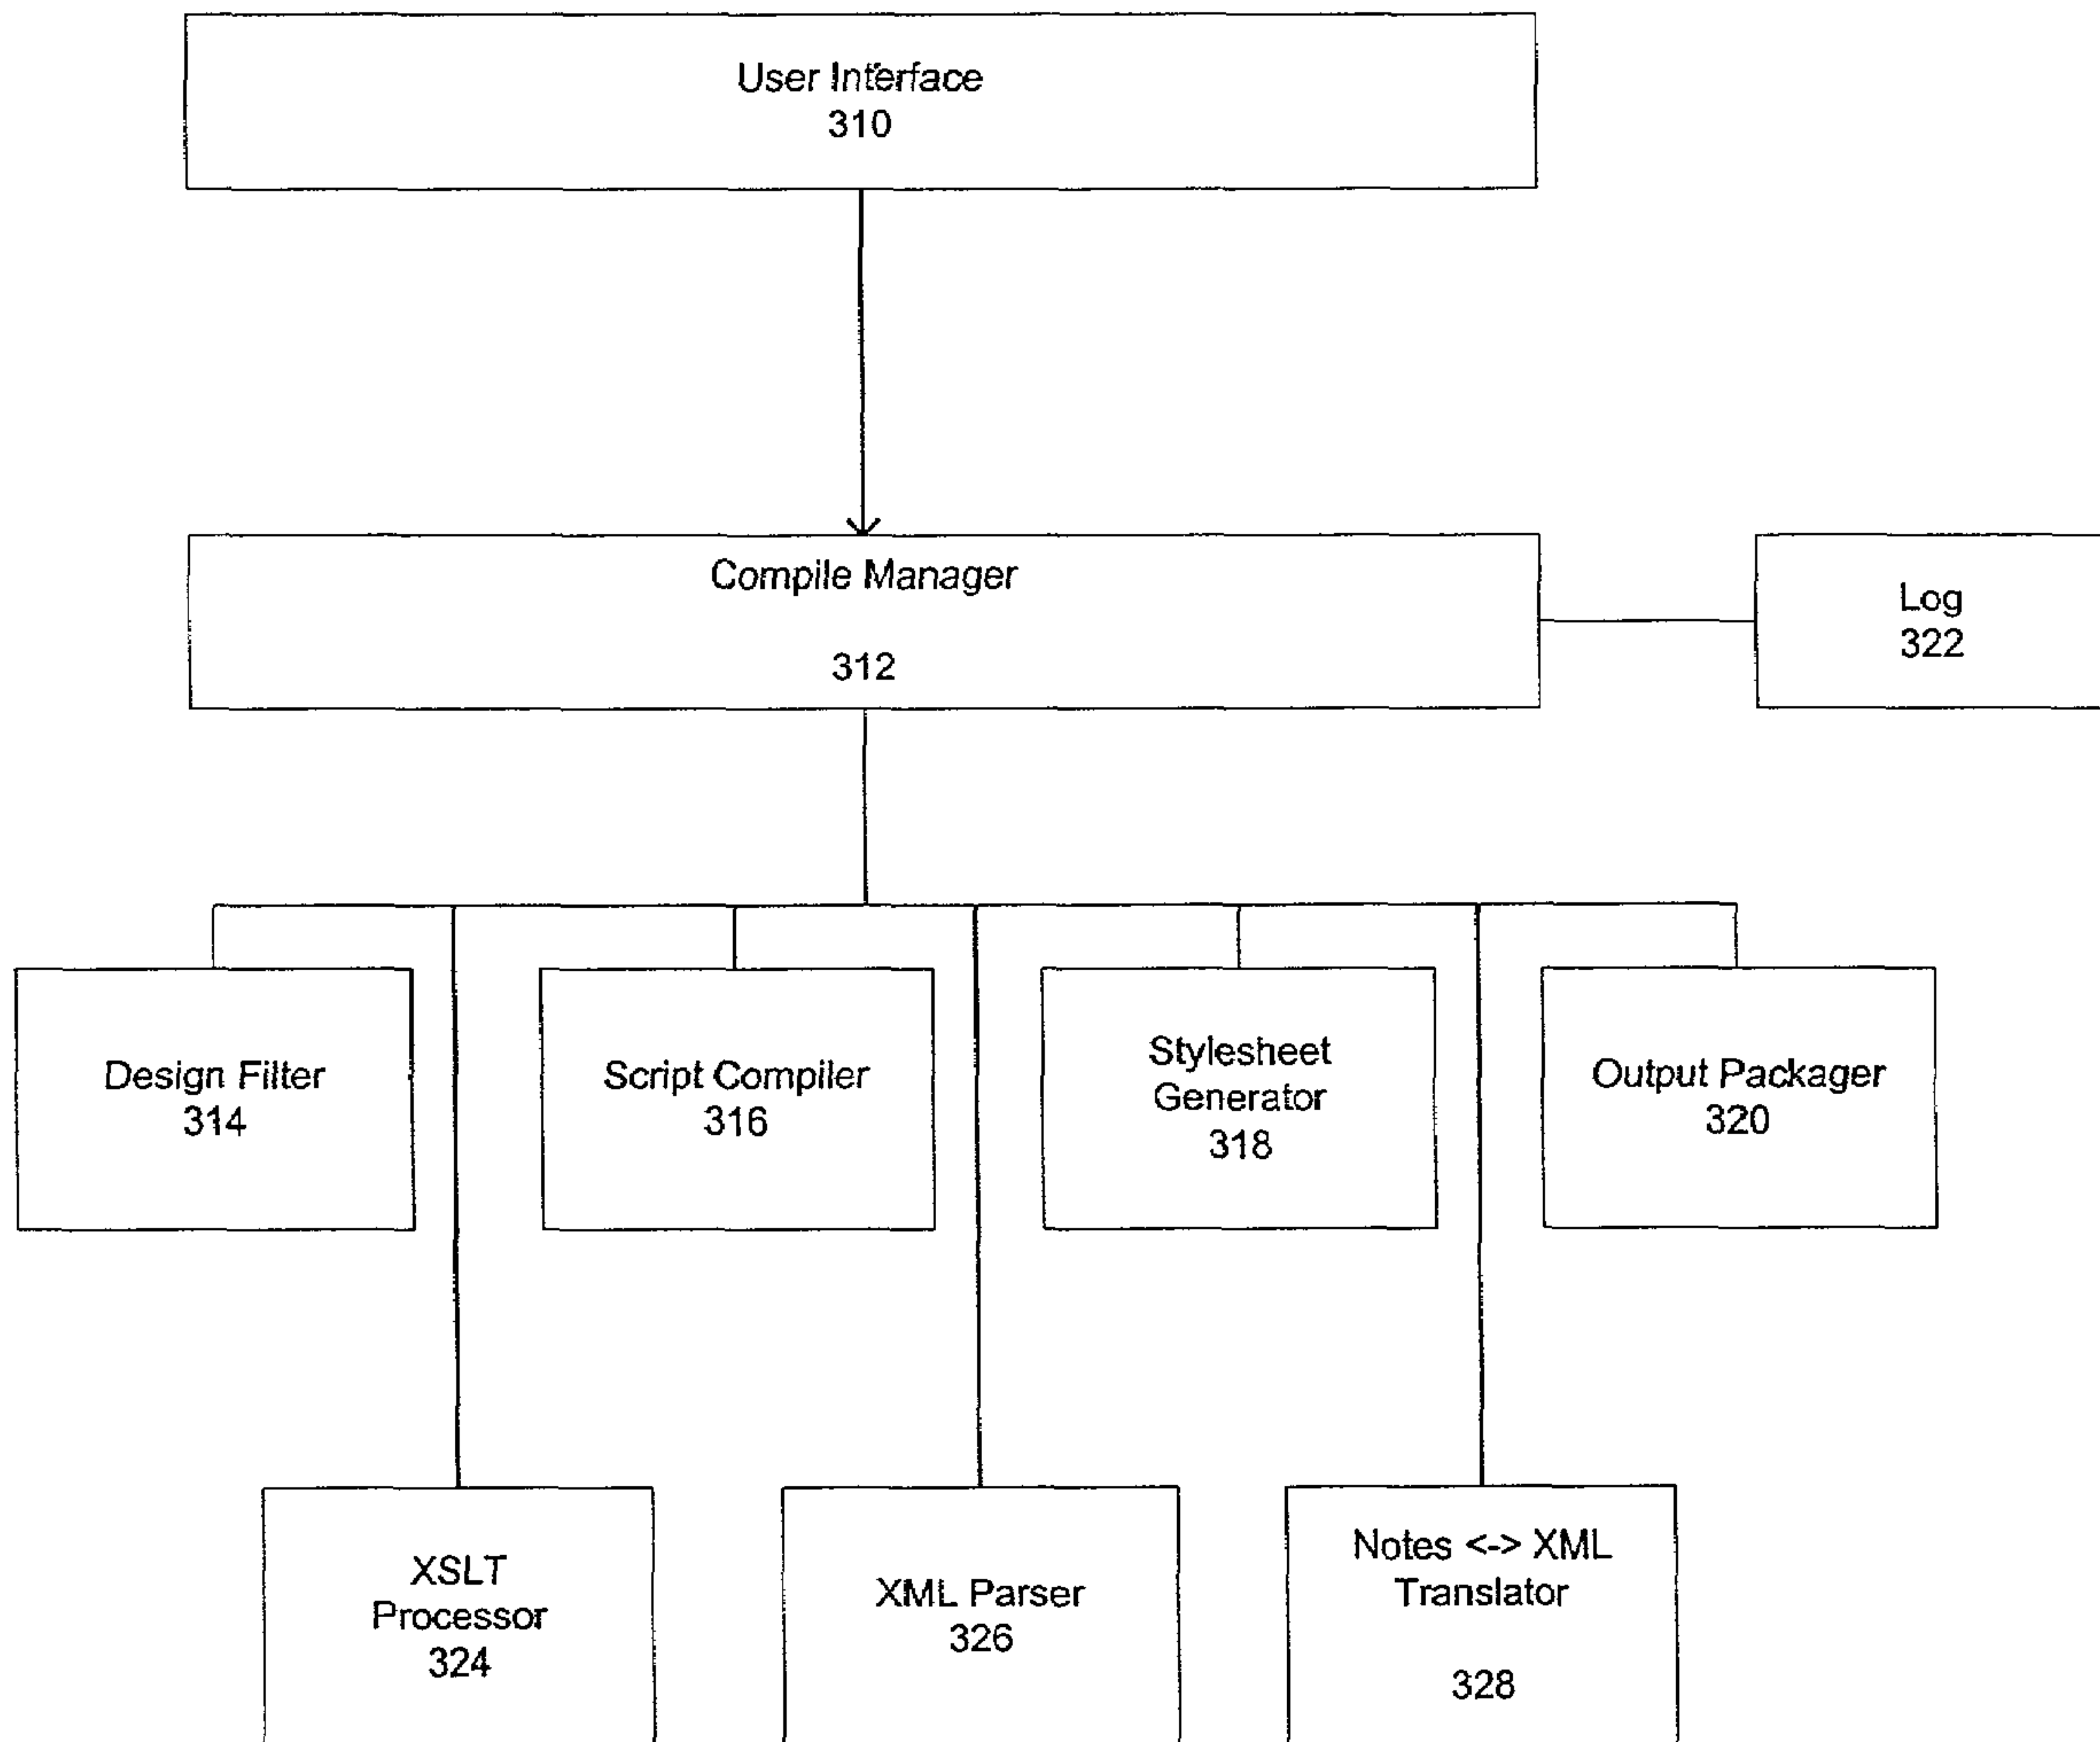 User Interface
310
Compile Manager
312
Log
322
Design Filter
314
Script Compiler
316
Stylesheet
Generator
318
Output Packager
320
XSLT
Processor
324
XML Parser
326
Notes <-> XML
Translator
328